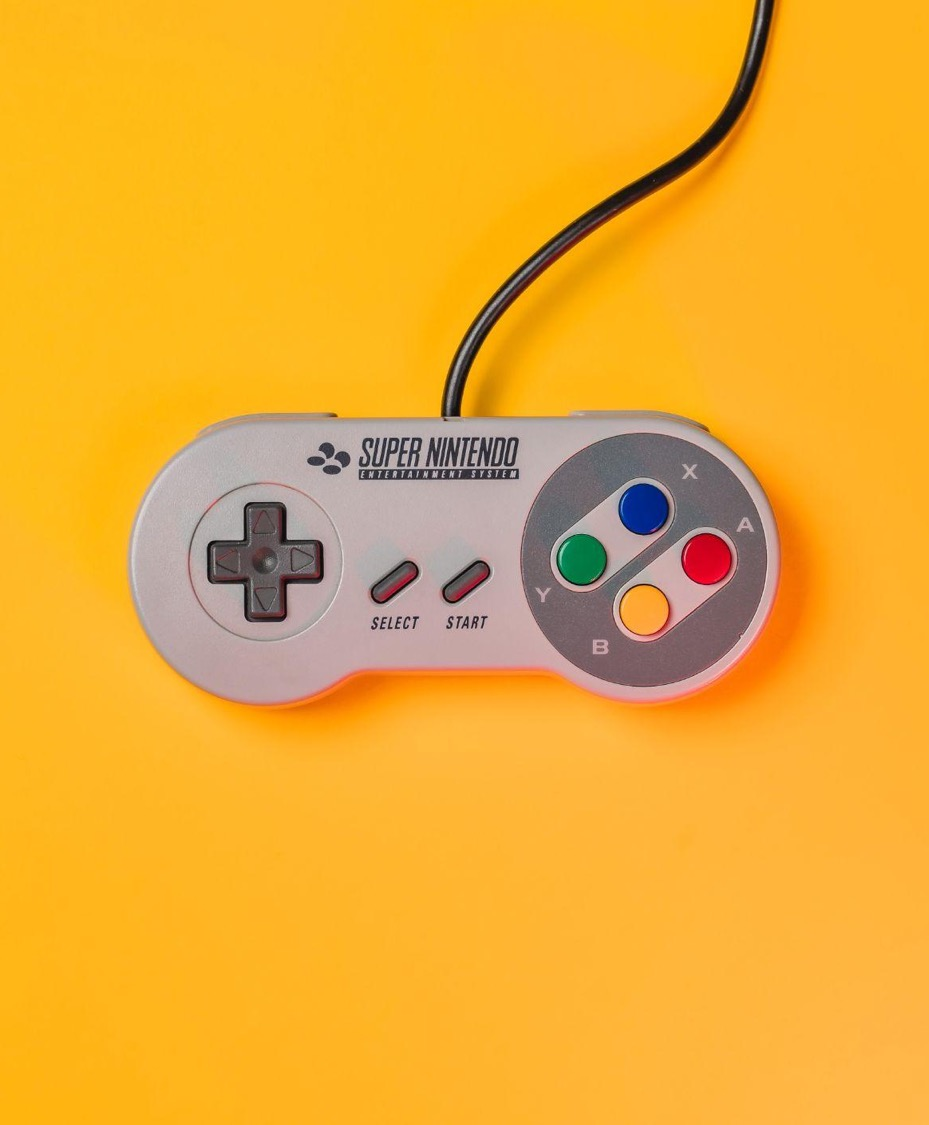 SUPER NINTENDO
ENTERTAINMENT SYSTEM
X
A
Y
B
SELECT START